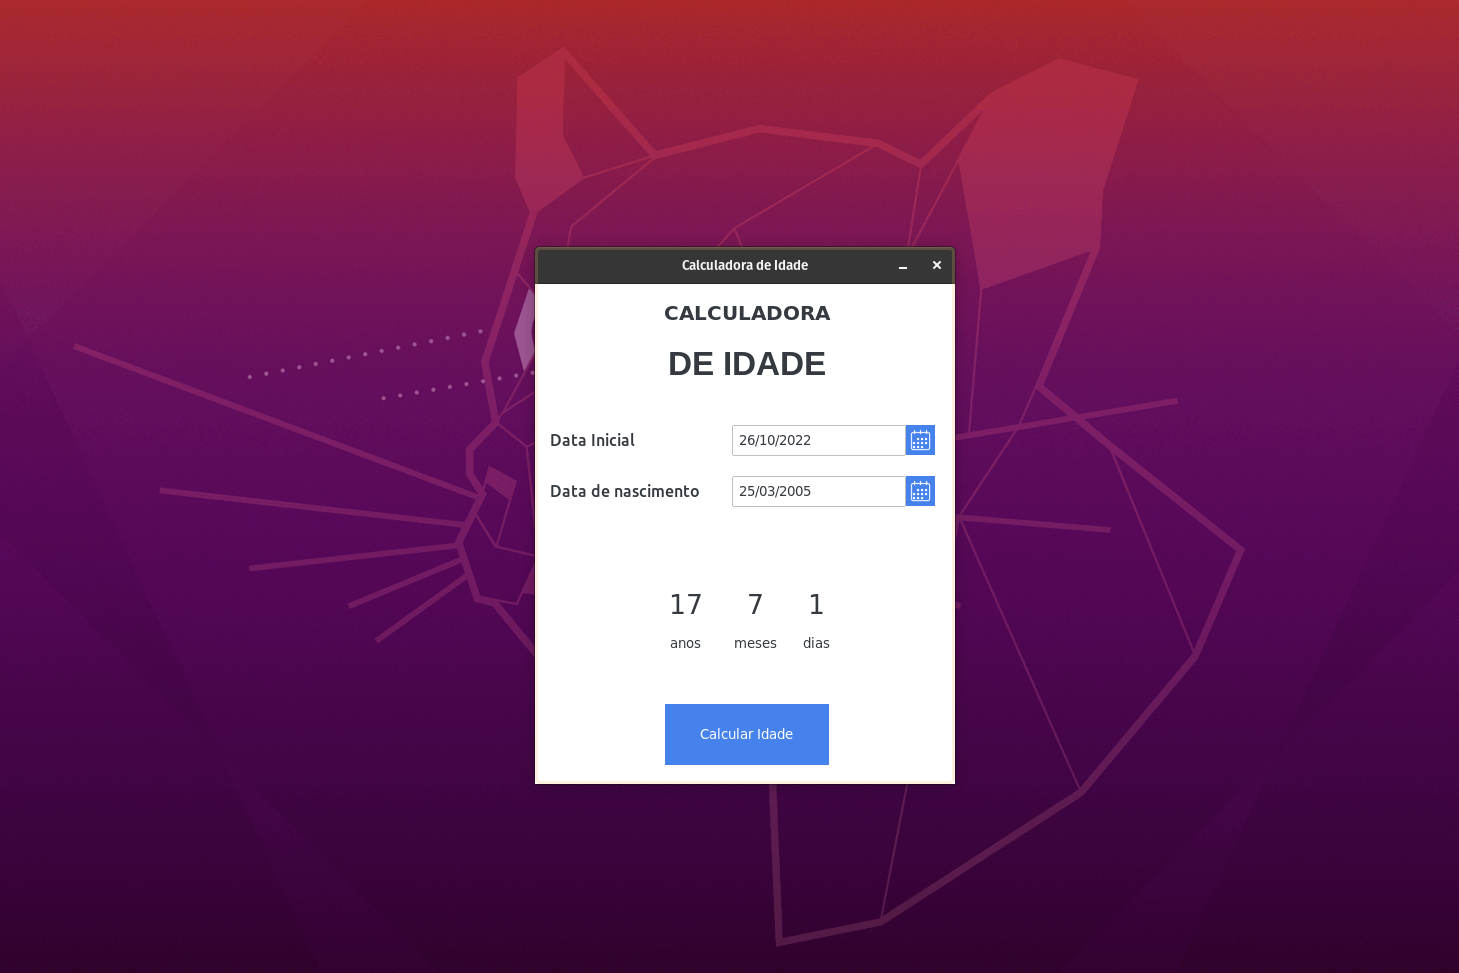 Calculadora de Idade
CALCULADORA
DE IDADE
Data Inicial 26/10/2022
Data de nascimento 25/03/2005
17 7 1
anos meses dias
Calcular Idade